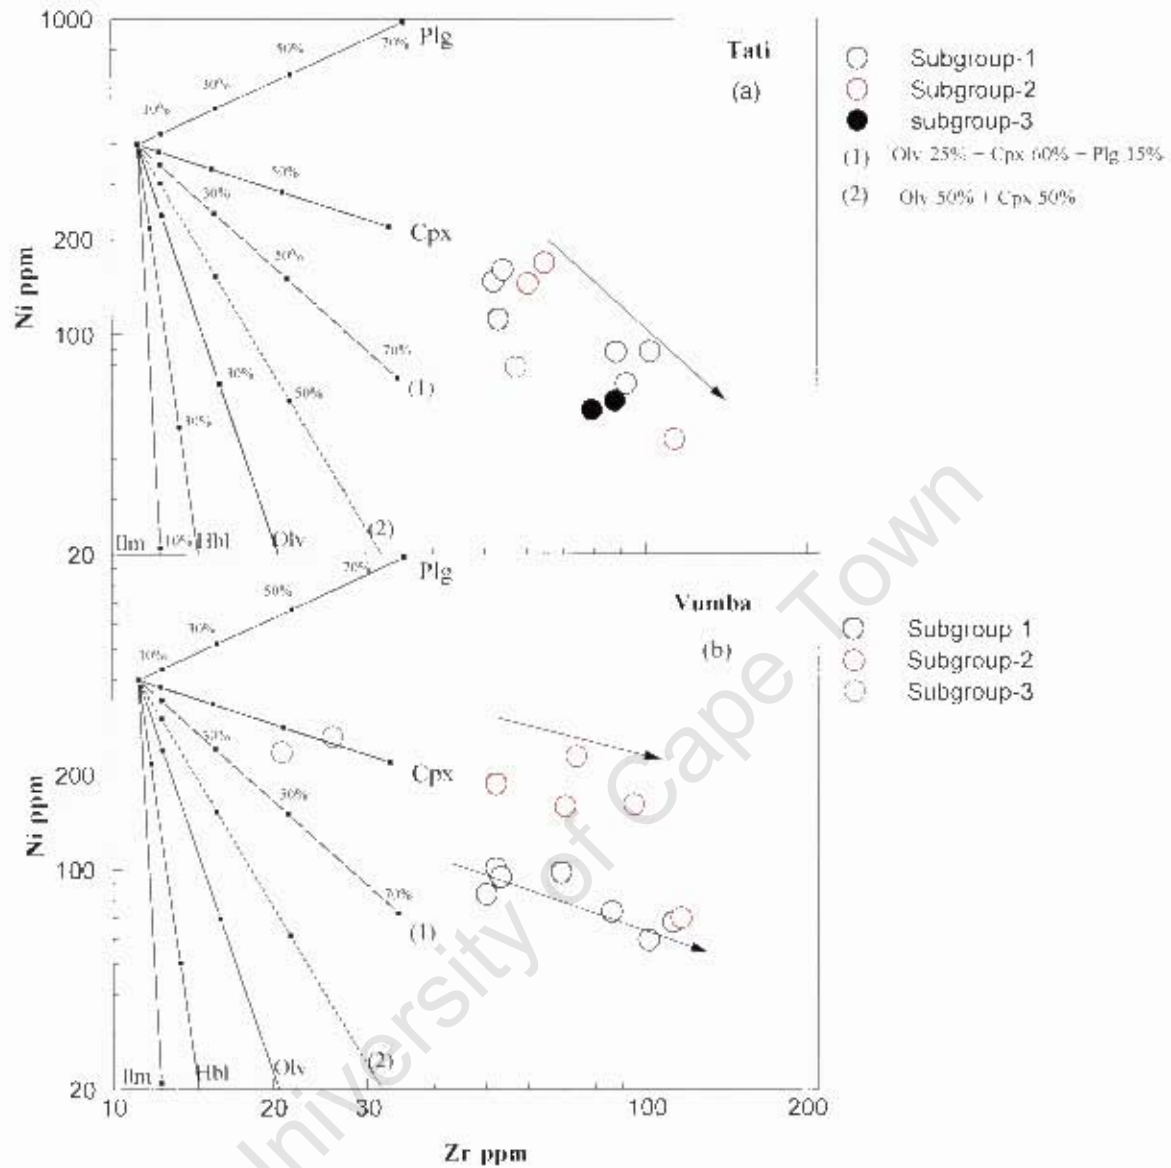 1000
Plg
70%
50%
30%
10%
Tati
(a)
Subgroup-1
Subgroup-2
subgroup-3
(1) Olv 25% - Cpx 60% - Plg 15%
(2) Olv 50% + Cpx 50%
50%
Cpx
200
30%
50%
Ni ppm
100
70%
(1)
30%
50%
30%
Ilm
10%
Hbl
Olv
(2)
20
Plg
70%
50%
30%
10%
Vumba
(b)
Subgroup 1
Subgroup-2
Subgroup-3
Cpx
200
50%
Ni ppm
100
70%
(1)
Ilm
Hbl
Olv
(2)
20
10
20
30
100
200
Zr ppm
University of Cape Town